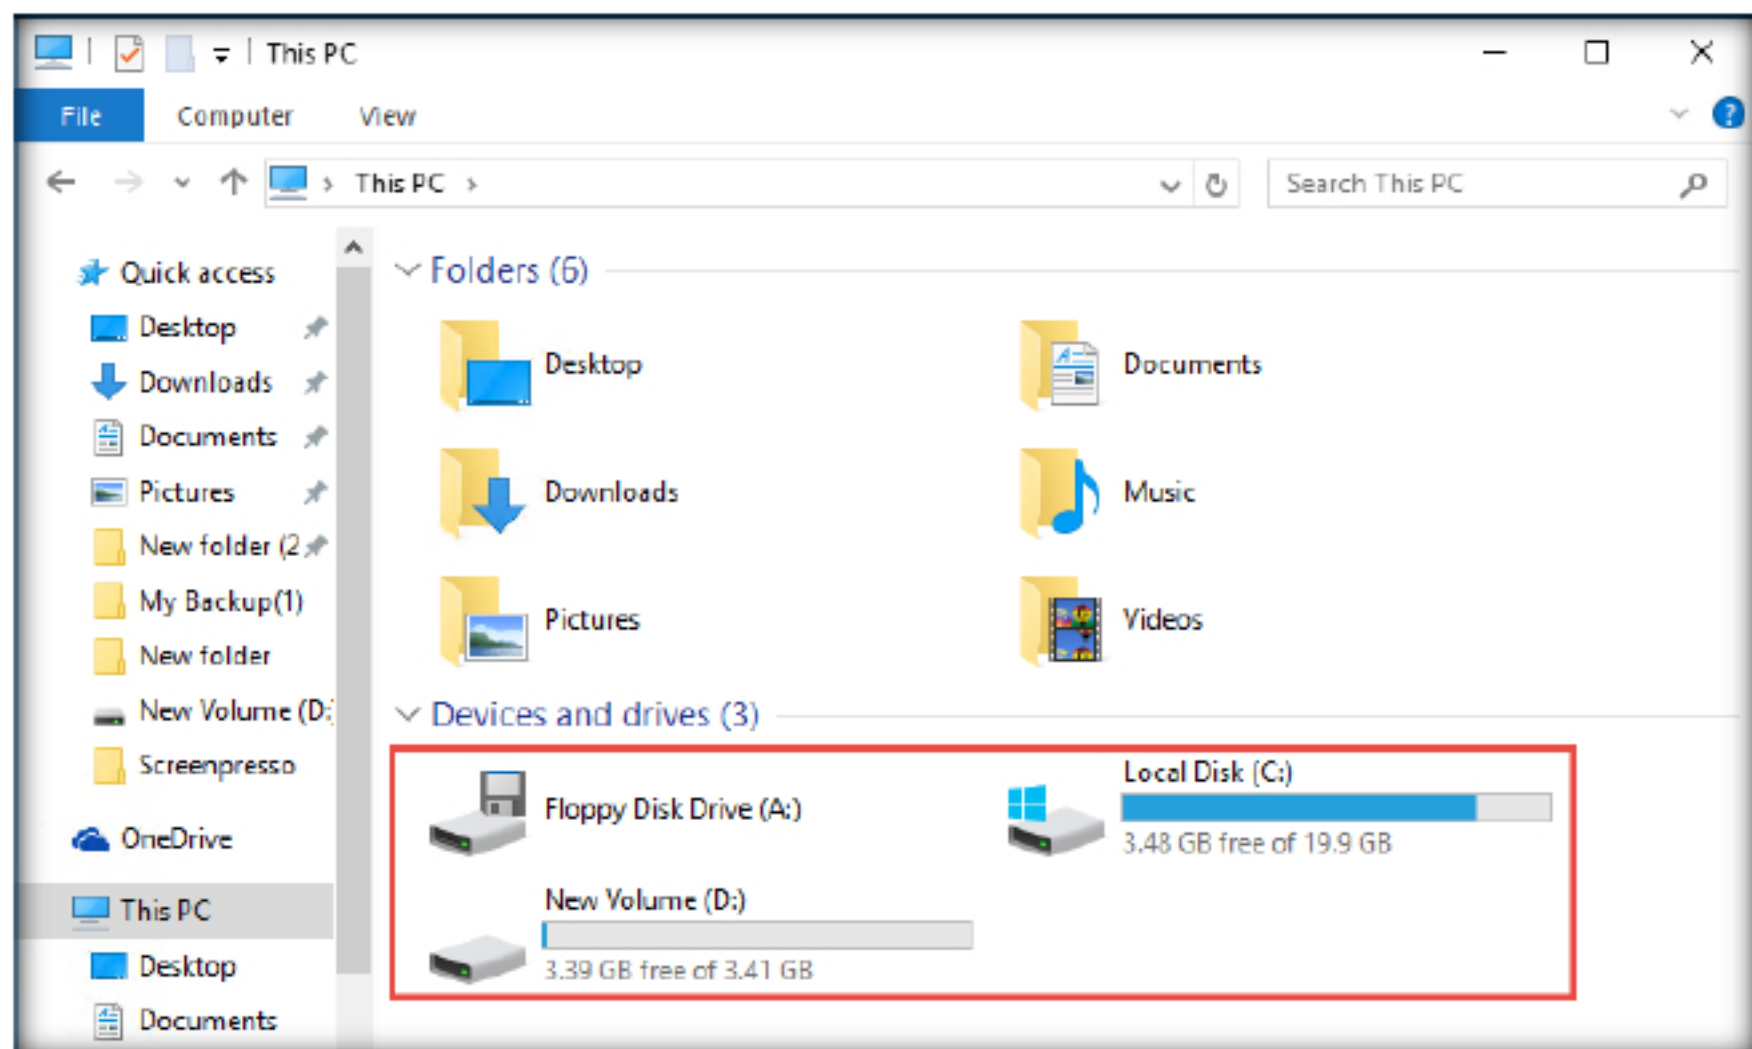 This PC
File Computer View
This PC
Search This PC
Quick access
Desktop
Downloads
Documents
Pictures
New folder (2
My Backup(1)
New folder
New Volume (D:
Screenpresso
OneDrive
This PC
Desktop
Documents
Folders (6)
Desktop
Documents
Downloads
Music
Pictures
Videos
Devices and drives (3)
Floppy Disk Drive (A:)
Local Disk (C:)
3.48 GB free of 19.9 GB
New Volume (D:)
3.39 GB free of 3.41 GB